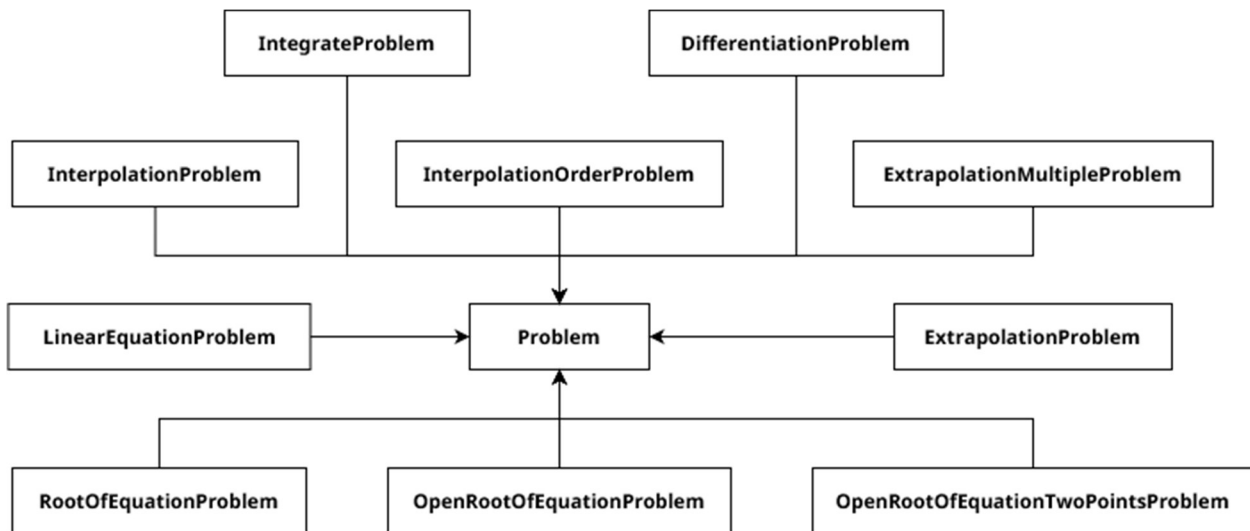 IntegrateProblem
DifferentiationProblem
InterpolationProblem
InterpolationOrderProblem
ExtrapolationMultipleProblem
LinearEquationProblem
Problem
ExtrapolationProblem
RootOfEquationProblem
OpenRootOfEquationProblem
OpenRootOfEquationTwoPointsProblem